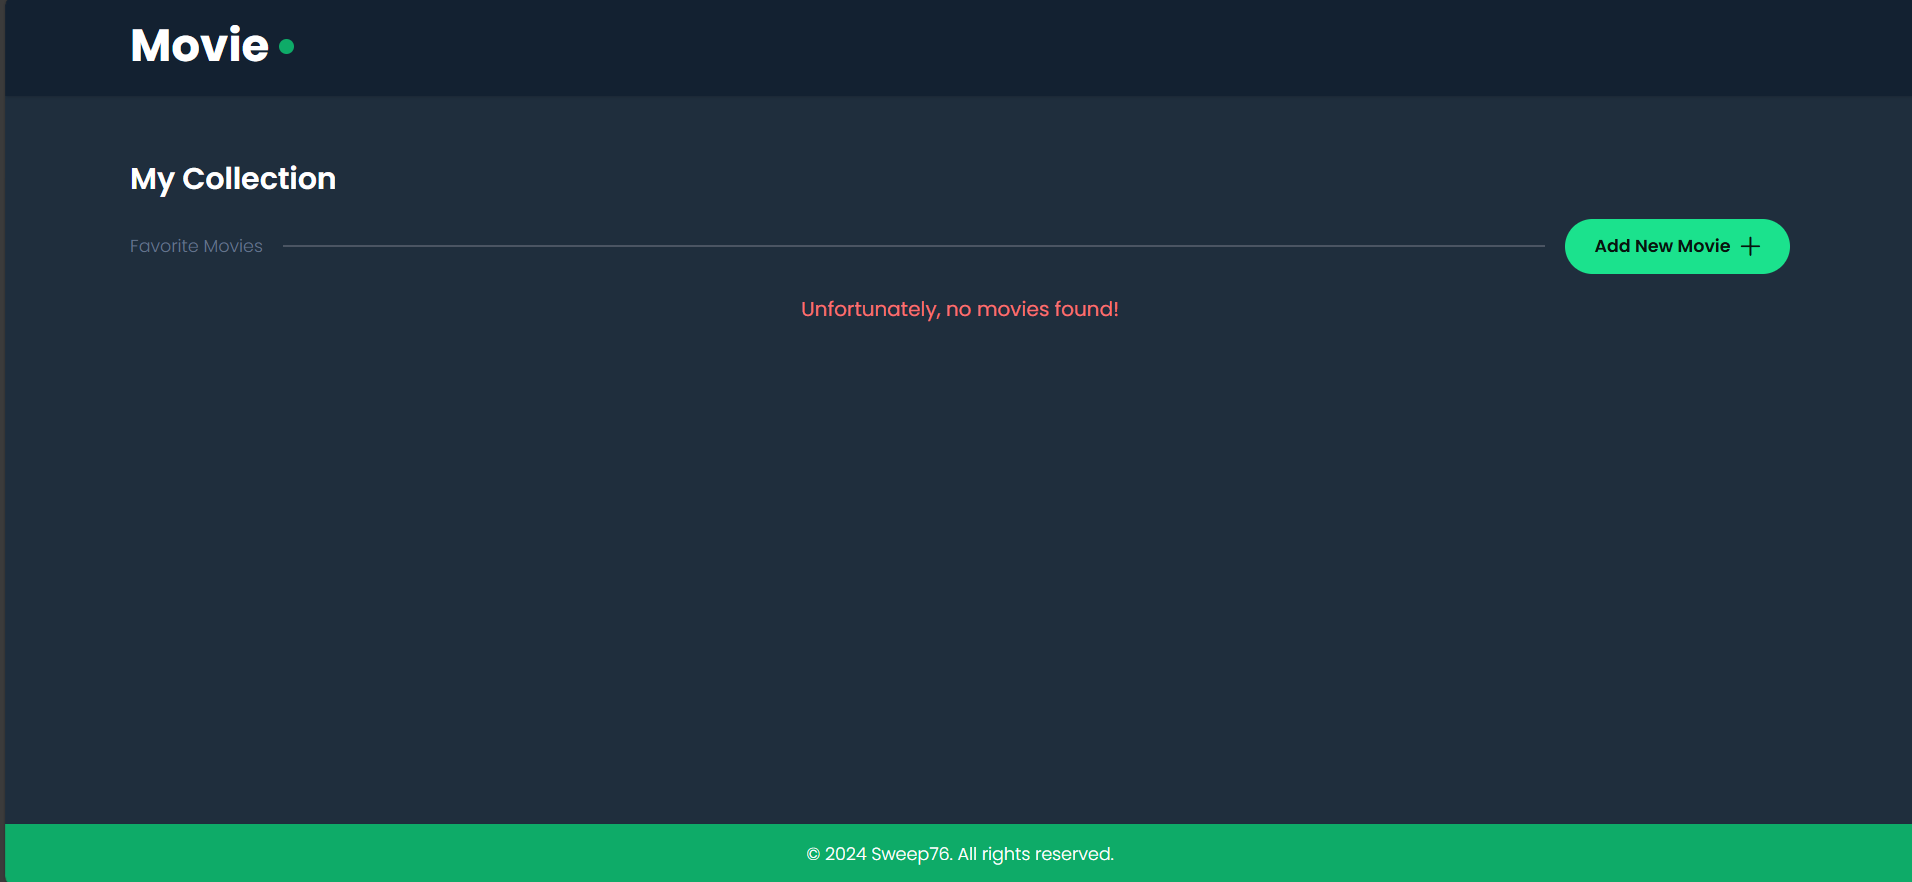 Movie
My Collection
Favorite Movies
Add New Movie
Unfortunately, no movies found!
© 2024 Sweep76. All rights reserved.